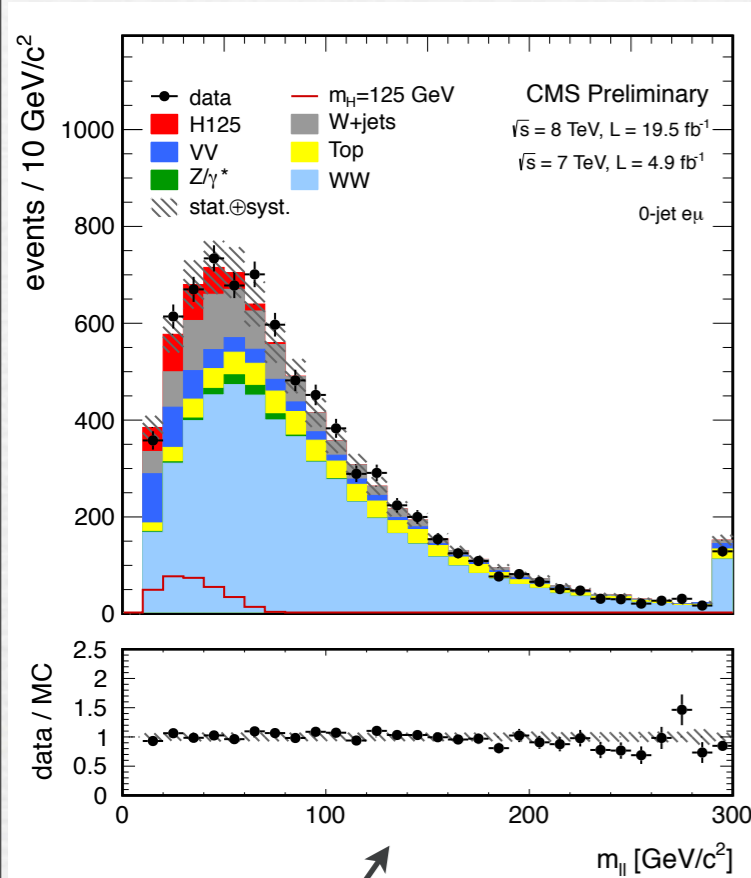 events / 10 GeV/c²
1000
800
600
400
200
0
data
H125
VV
Z/γ*
stat.⊕syst.
m_H=125 GeV
W+jets
Top
WW
CMS Preliminary
√s = 8 TeV, L = 19.5 fb⁻¹
√s = 7 TeV, L = 4.9 fb⁻¹
0-jet eμ
data / MC
2.5
2
1.5
1
0.5
0
0 100 200 300
m_ll [GeV/c²]